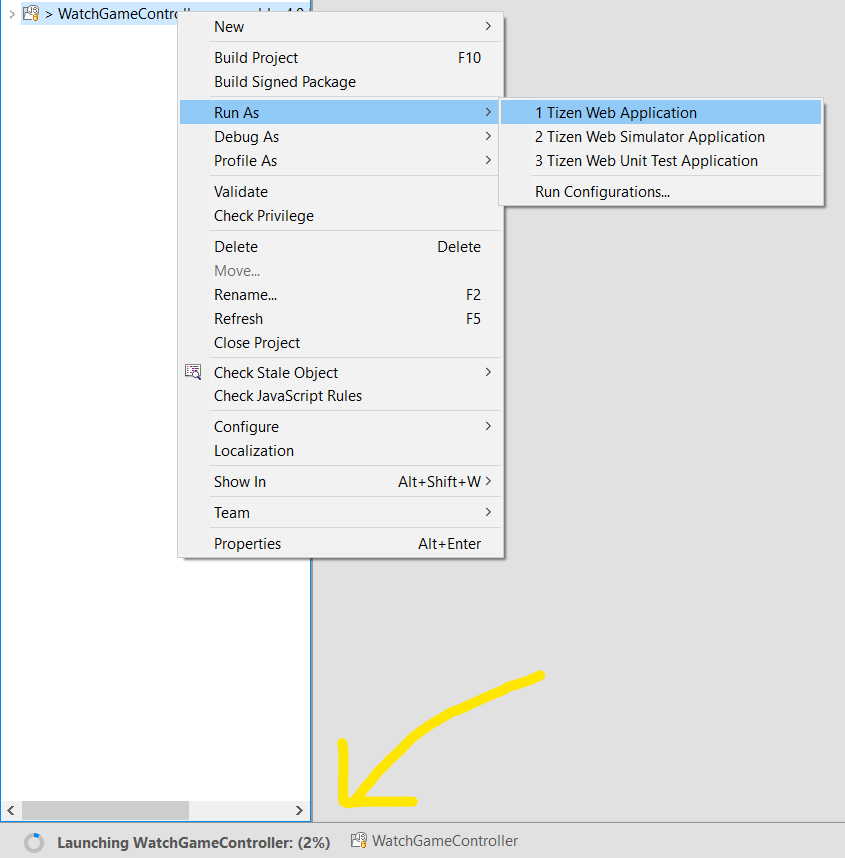 > WatchGameContro
New
Build Project F10
Build Signed Package
Run As
1 Tizen Web Application
Debug As
2 Tizen Web Simulator Application
Profile As
3 Tizen Web Unit Test Application
Validate
Run Configurations...
Check Privilege
Delete Delete
Move...
Rename... F2
Refresh F5
Close Project
Check Stale Object
Check JavaScript Rules
Configure
Localization
Show In Alt+Shift+W
Team
Properties Alt+Enter
Launching WatchGameController: (2%) WatchGameController